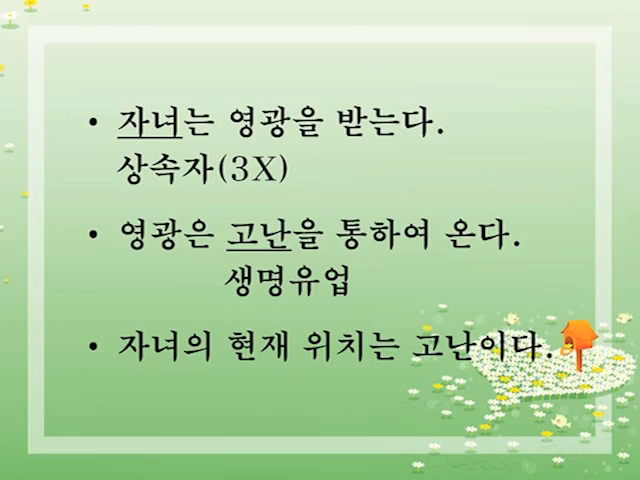 • 자녀는 영광을 받는다.
상속자(3X)
• 영광은 고난을 통하여 온다.
생명유업
• 자녀의 현재 위치는 고난이다.